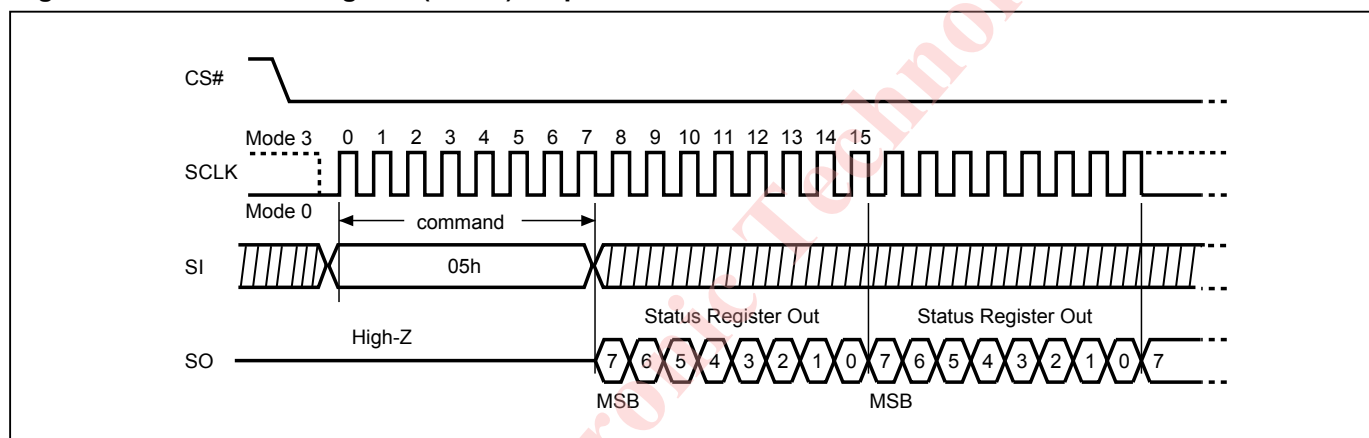 CS#
Mode 3 0 1 2 3 4 5 6 7 8 9 10 11 12 13 14 15
SCLK
Mode 0
command
SI 05h
Status Register Out Status Register Out
High-Z
SO 7 6 5 4 3 2 1 0 7 6 5 4 3 2 1 0 7
MSB MSB